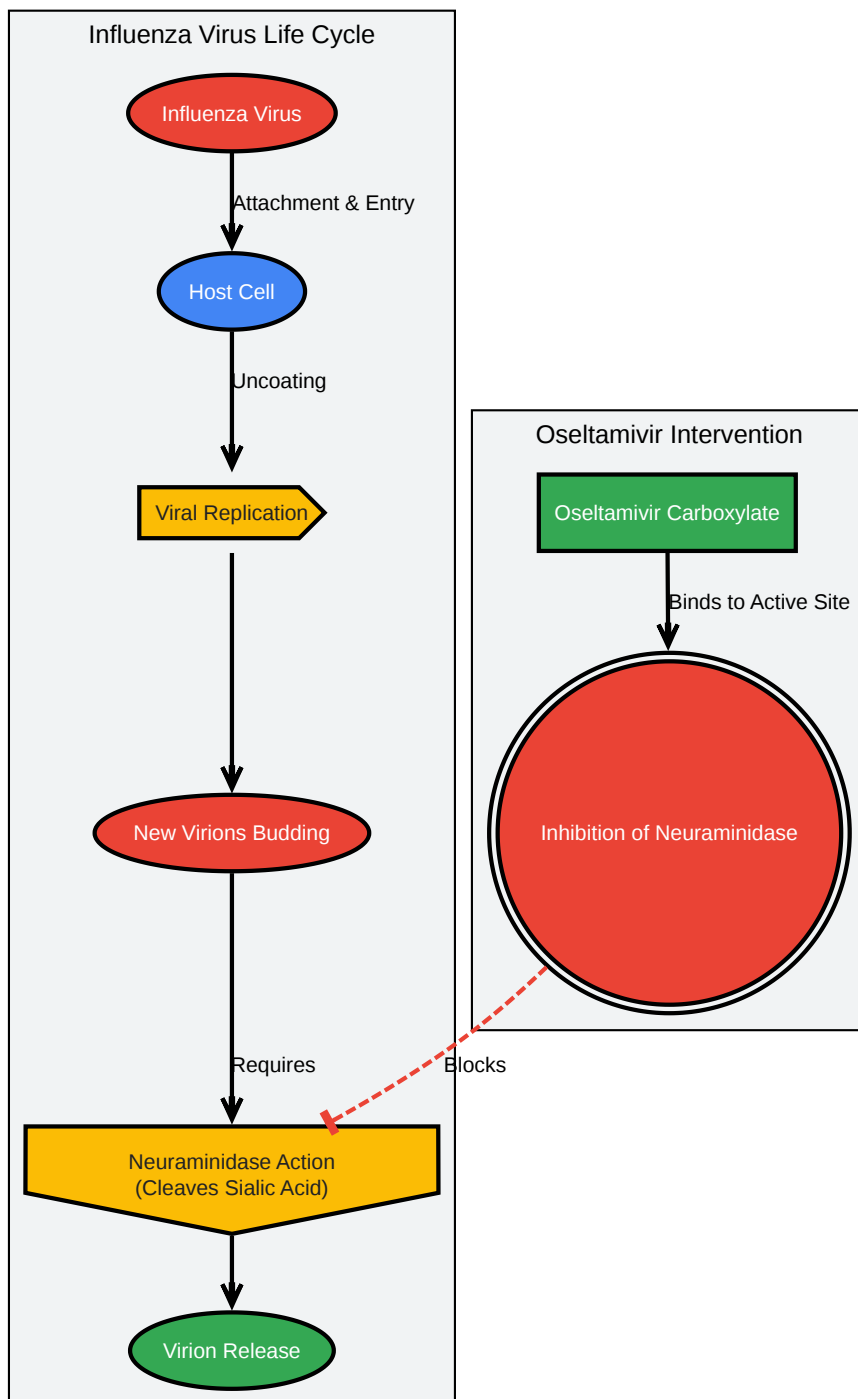 Influenza Virus Life Cycle
Influenza Virus
Attachment & Entry
Host Cell
Uncoating
Viral Replication
New Virions Budding
Requires
Neuraminidase Action
(Cleaves Sialic Acid)
Virion Release
Oseltamivir Intervention
Oseltamivir Carboxylate
Binds to Active Site
Inhibition of Neuraminidase
Blocks